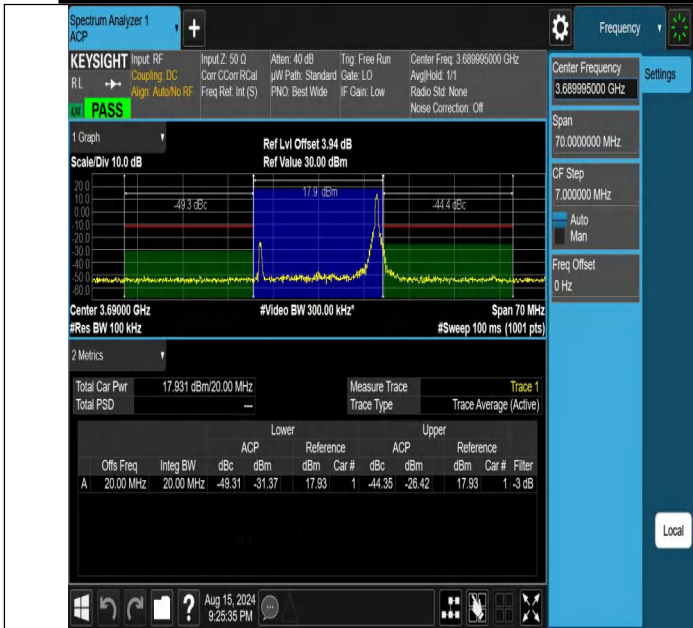 Spectrum Analyzer 1
ACP
+
Frequency
KEYSIGHT
RL
LXI PASS
Input: RF
Coupling: DC
Align: Auto/No RF
Input Z: 50 Ω
Corr CCorr RCal
Freq Ref: Int (S)
Atten: 40 dB
µW Path: Standard
PNO: Best Wide
Trig: Free Run
Gate: LO
IF Gain: Low
Center Freq: 3.689995000 GHz
Avg|Hold: 1/1
Radio Std: None
Noise Correction: Off
Center Frequency
3.689995000 GHz
Settings
Span
70.0000000 MHz
CF Step
7.000000 MHz
Auto
Man
Freq Offset
0 Hz
1 Graph
Scale/Div 10.0 dB
Ref Lvl Offset 3.94 dB
Ref Value 30.00 dBm
20.0
10.0
0.00
-10.0
-20.0
-30.0
-40.0
-50.0
-60.0
-49.3 dBc
17.9 dBm
-44.4 dBc
Center 3.69000 GHz
#Video BW 300.00 kHz*
Span 70 MHz
#Res BW 100 kHz
#Sweep 100 ms (1001 pts)
2 Metrics
Total Car Pwr 17.931 dBm/20.00 MHz
Total PSD ---
Measure Trace Trace 1
Trace Type Trace Average (Active)
Lower Upper
ACP Reference ACP Reference
Offs Freq Integ BW dBc dBm dBm Car # dBc dBm dBm Car # Filter
A 20.00 MHz 20.00 MHz -49.31 -31.37 17.93 1 -44.35 -26.42 17.93 1 -3 dB
Local
?
Aug 15, 2024
9:25:35 PM